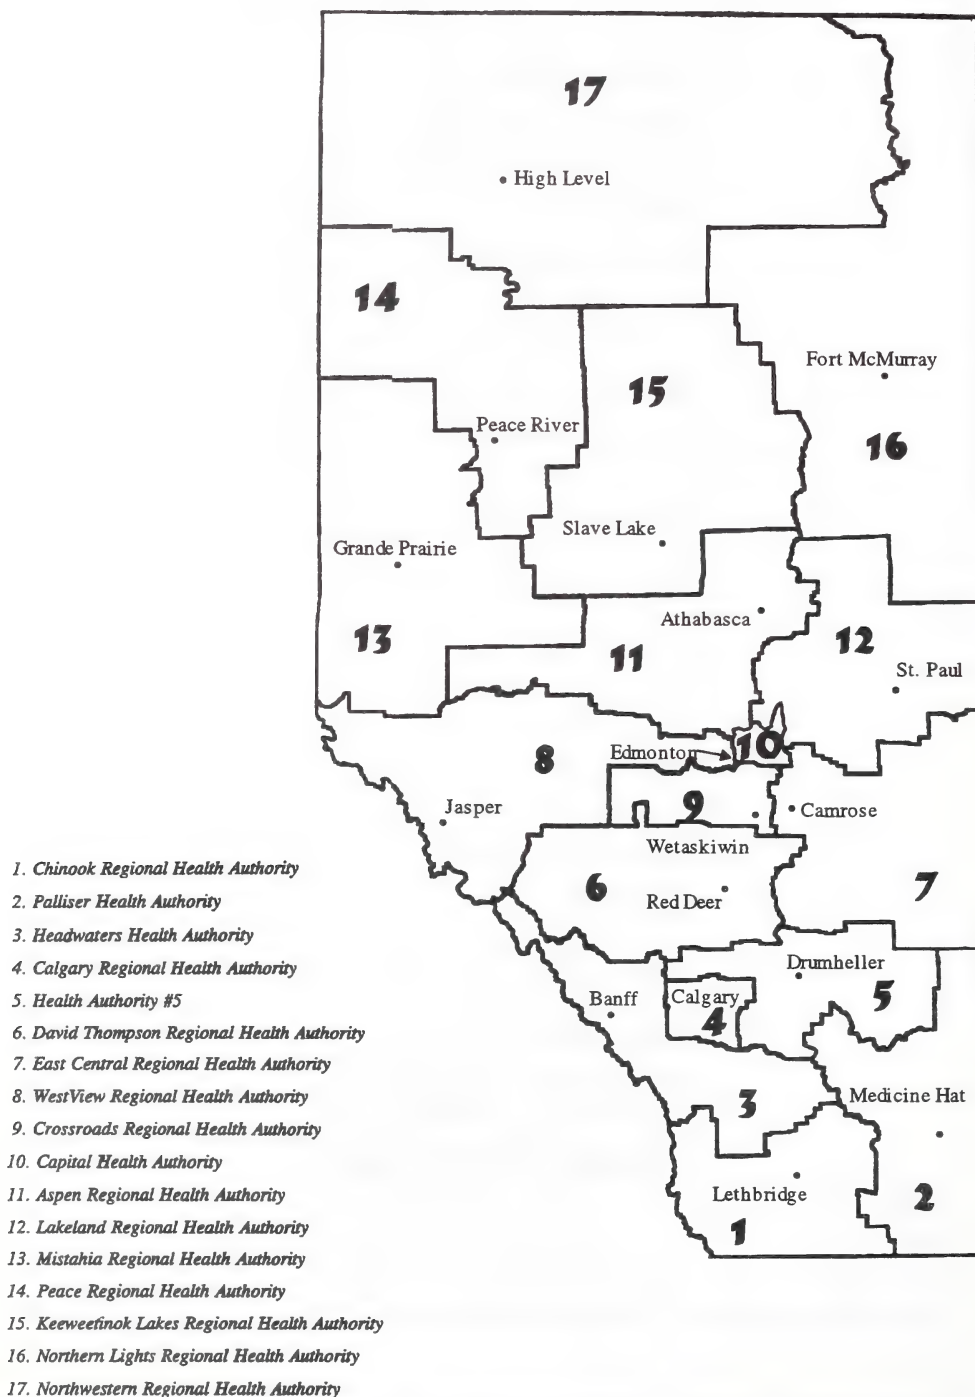 17
High Level
14
Fort McMurray
15
Peace River
16
Slave Lake
Grande Prairie
Athabasca
13
11
12
St. Paul
10
Edmonton
8
Jasper
9
Camrose
Wetaskiwin
6
Red Deer
7
Drumheller
Banff
Calgary
5
4
Medicine Hat
3
Lethbridge
2
1
1. Chinook Regional Health Authority
2. Palliser Health Authority
3. Headwaters Health Authority
4. Calgary Regional Health Authority
5. Health Authority #5
6. David Thompson Regional Health Authority
7. East Central Regional Health Authority
8. WestView Regional Health Authority
9. Crossroads Regional Health Authority
10. Capital Health Authority
11. Aspen Regional Health Authority
12. Lakeland Regional Health Authority
13. Mistahia Regional Health Authority
14. Peace Regional Health Authority
15. Keeweetinok Lakes Regional Health Authority
16. Northern Lights Regional Health Authority
17. Northwestern Regional Health Authority